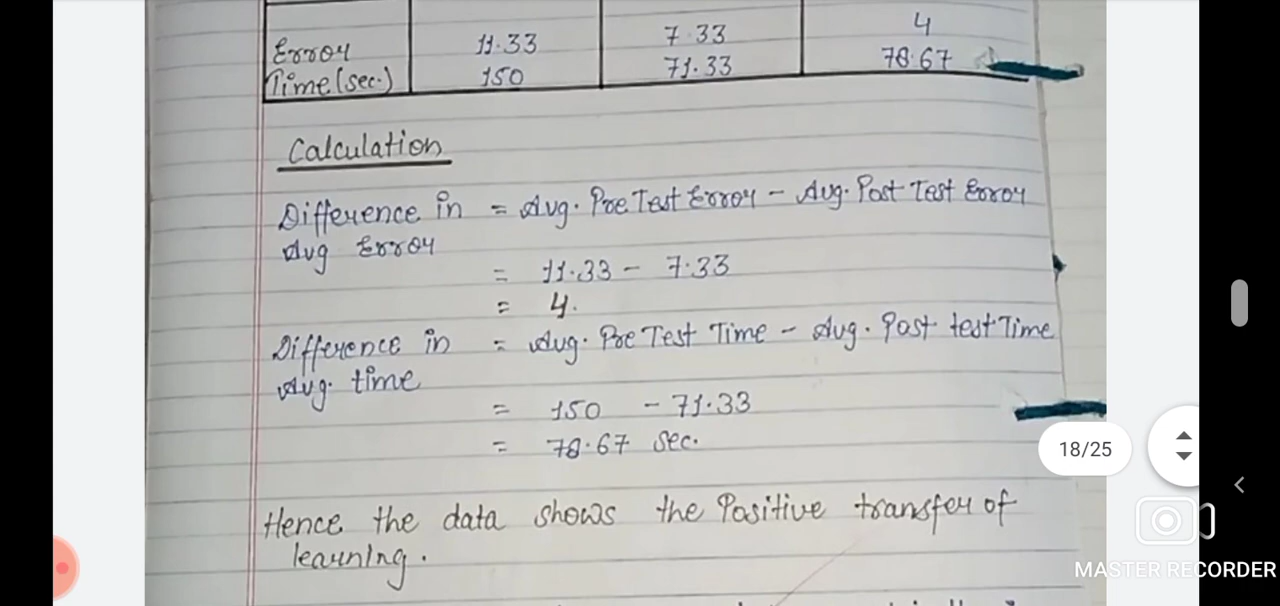 Error 11.33 7.33 4
Time (sec.) 150 71.33 78.67
Calculation
Difference in = Avg. Pre Test Error - Avg. Post Test Error
Avg Error
= 11.33 - 7.33
= 4.
Difference in = Avg. Pre Test Time - Avg. Post test Time
Avg. time
= 150 - 71.33
= 78.67 Sec.
18/25
Hence the data shows the Positive transfer of
learning.
MASTER RECORDER